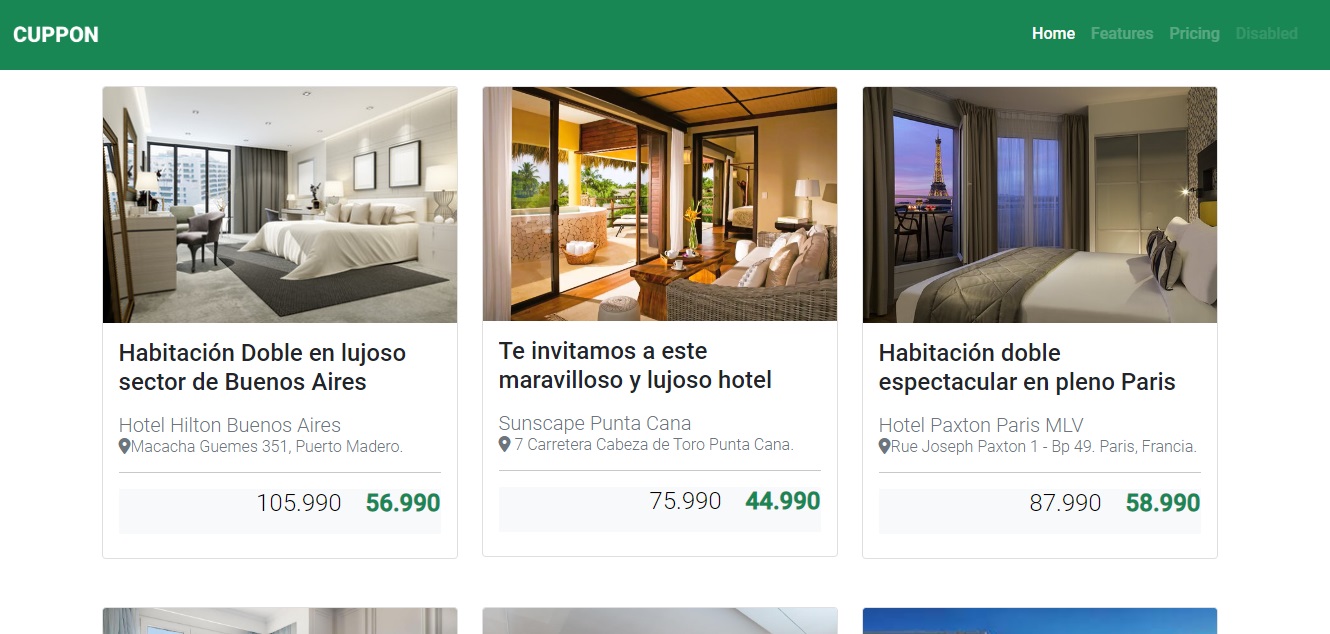 CUPPON
Home Features Pricing Disabled
Habitación Doble en lujoso
sector de Buenos Aires
Hotel Hilton Buenos Aires
Macacha Guemes 351, Puerto Madero.
105.990 56.990
Te invitamos a este
maravilloso y lujoso hotel
Sunscape Punta Cana
7 Carretera Cabeza de Toro Punta Cana.
75.990 44.990
Habitación doble
espectacular en pleno Paris
Hotel Paxton Paris MLV
Rue Joseph Paxton 1 - Bp 49. Paris, Francia.
87.990 58.990